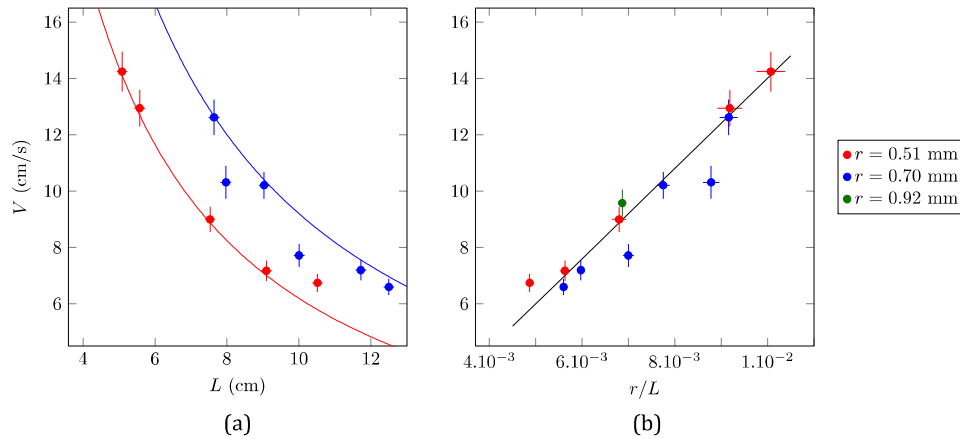 16
14
12
10
8
6
V (cm/s)
4 6 8 10 12
L (cm)
(a)
16
14
12
10
8
6
4.10⁻³ 6.10⁻³ 8.10⁻³ 1.10⁻²
r/L
(b)
r = 0.51 mm
r = 0.70 mm
r = 0.92 mm